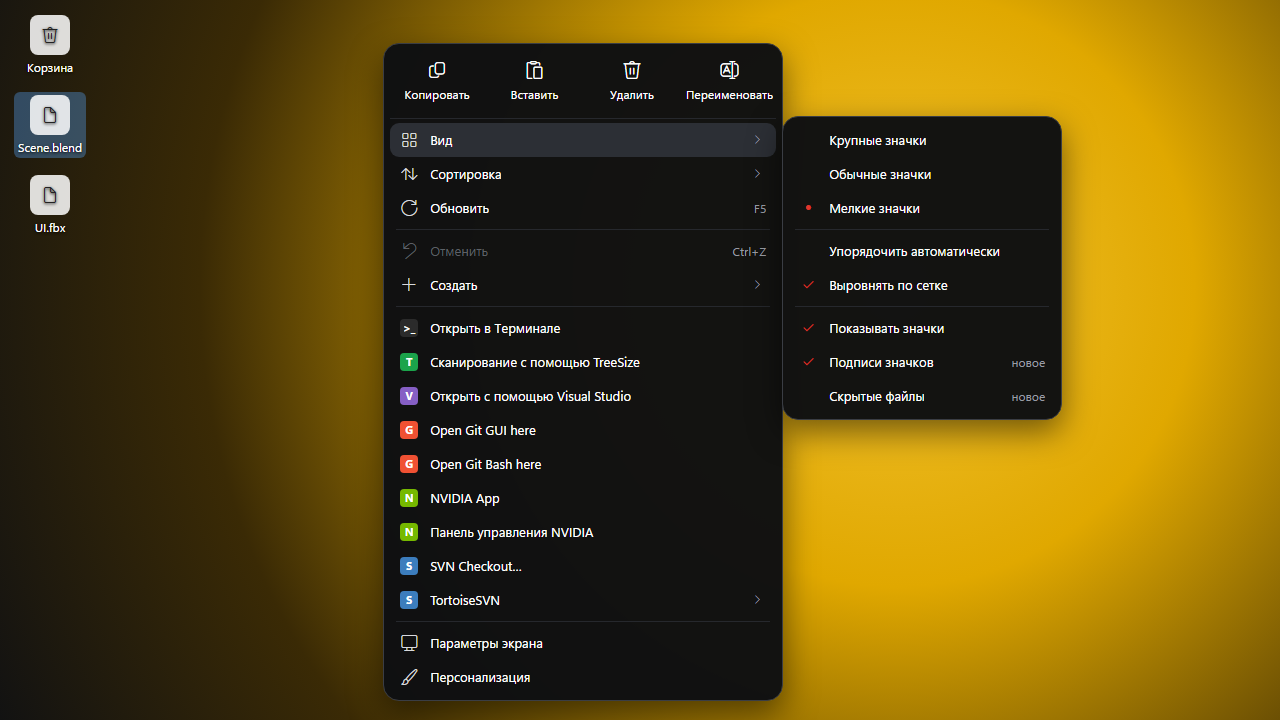 Корзина
Scene.blend
UI.fbx
Копировать
Вставить
Удалить
Переименовать
Вид
Сортировка
Обновить F5
Отменить Ctrl+Z
Создать
>_ Открыть в Терминале
T Сканирование с помощью TreeSize
V Открыть с помощью Visual Studio
G Open Git GUI here
G Open Git Bash here
N NVIDIA App
N Панель управления NVIDIA
S SVN Checkout...
S TortoiseSVN
Параметры экрана
Персонализация
Крупные значки
Обычные значки
Мелкие значки
Упорядочить автоматически
Выровнять по сетке
Показывать значки
Подписи значков новое
Скрытые файлы новое